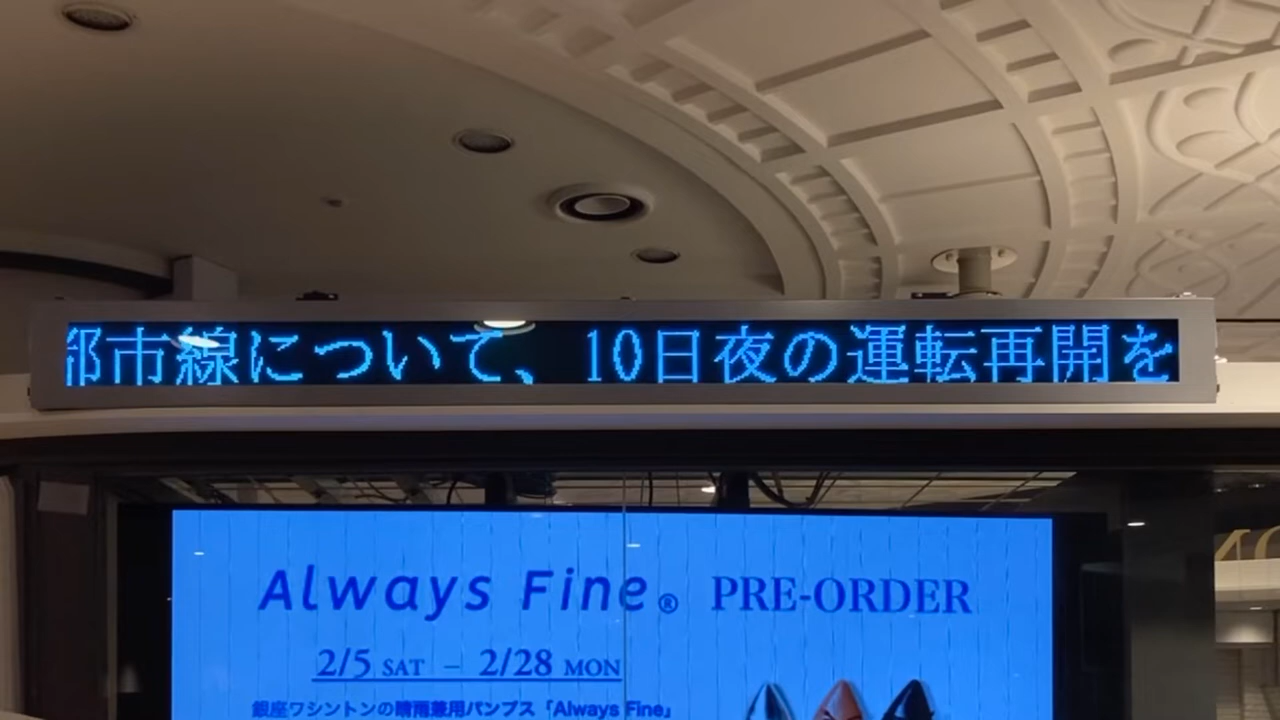 都市線について、10日夜の運転再開を
Always Fine® PRE-ORDER
2/5 SAT – 2/28 MON
銀座ワシントンの晴雨兼用パンプス「Always Fine」